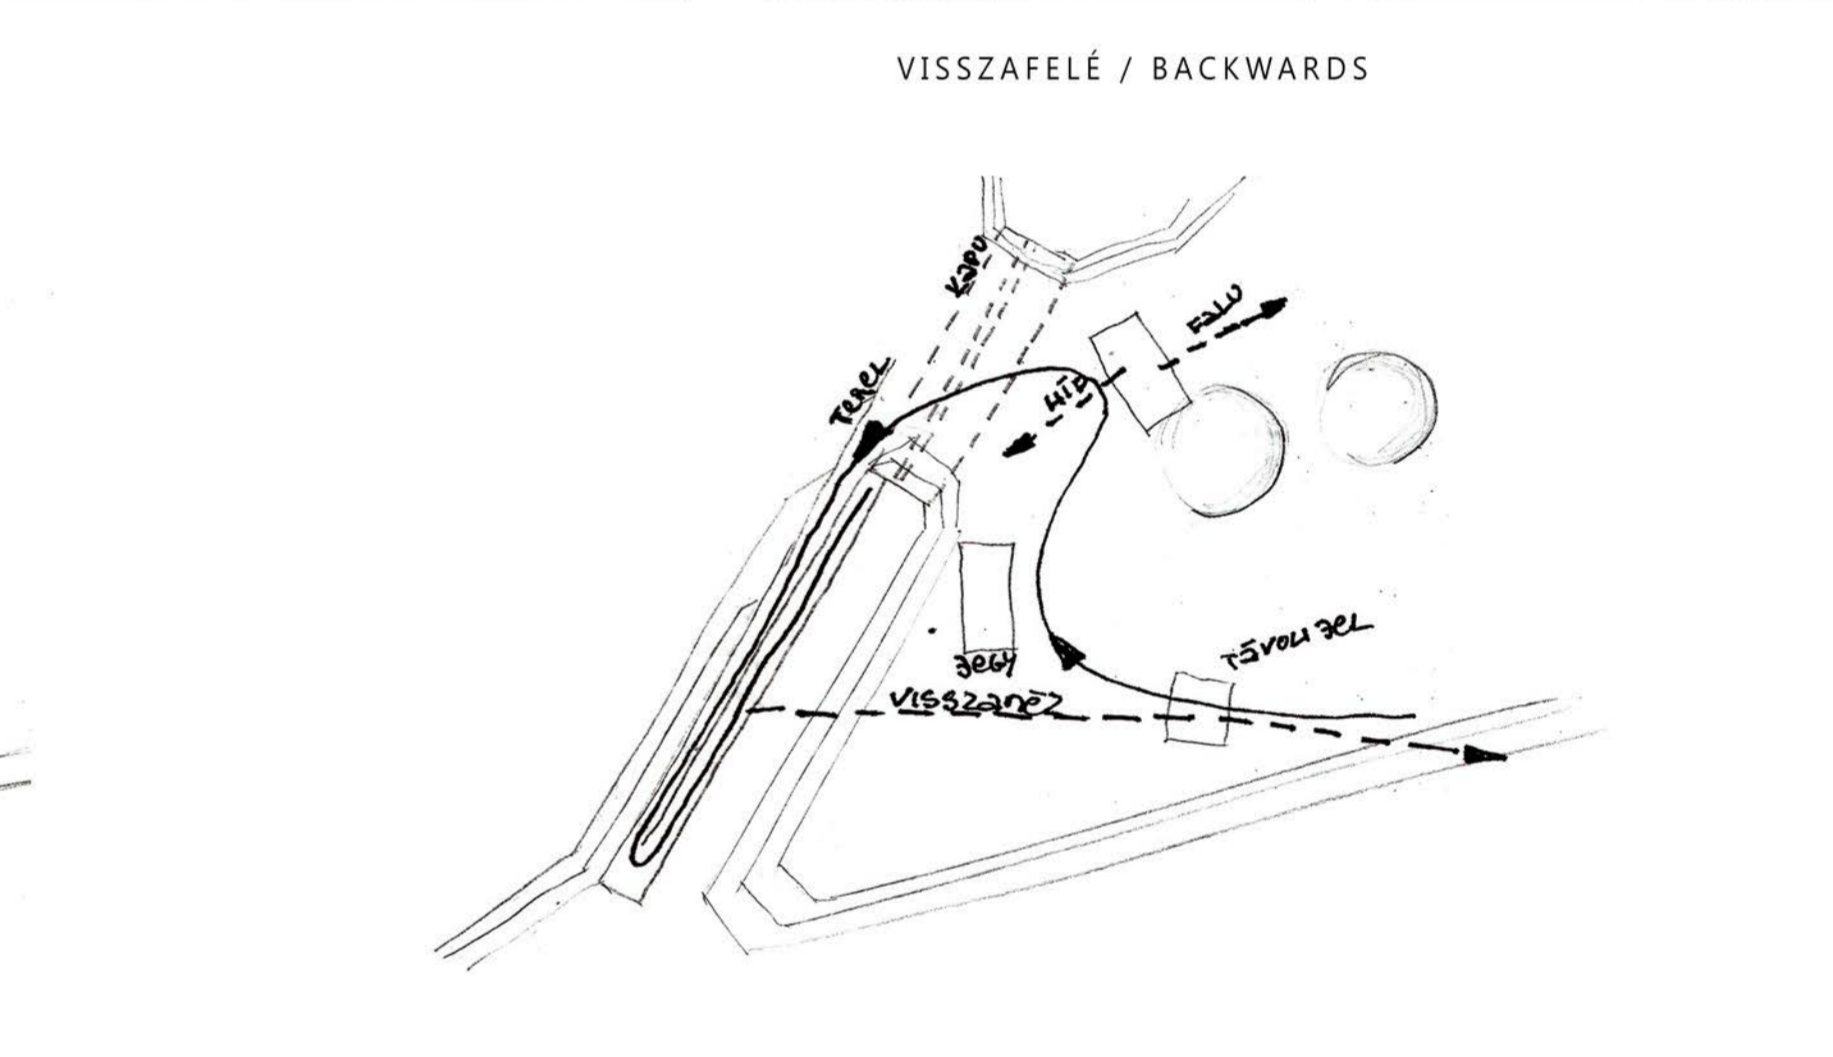 VISSZAFELÉ / BACKWARDS
KAPU
FALU
TEREL
HÍD
TÁVOLI JEL
JEGY
VISSZANÉZ